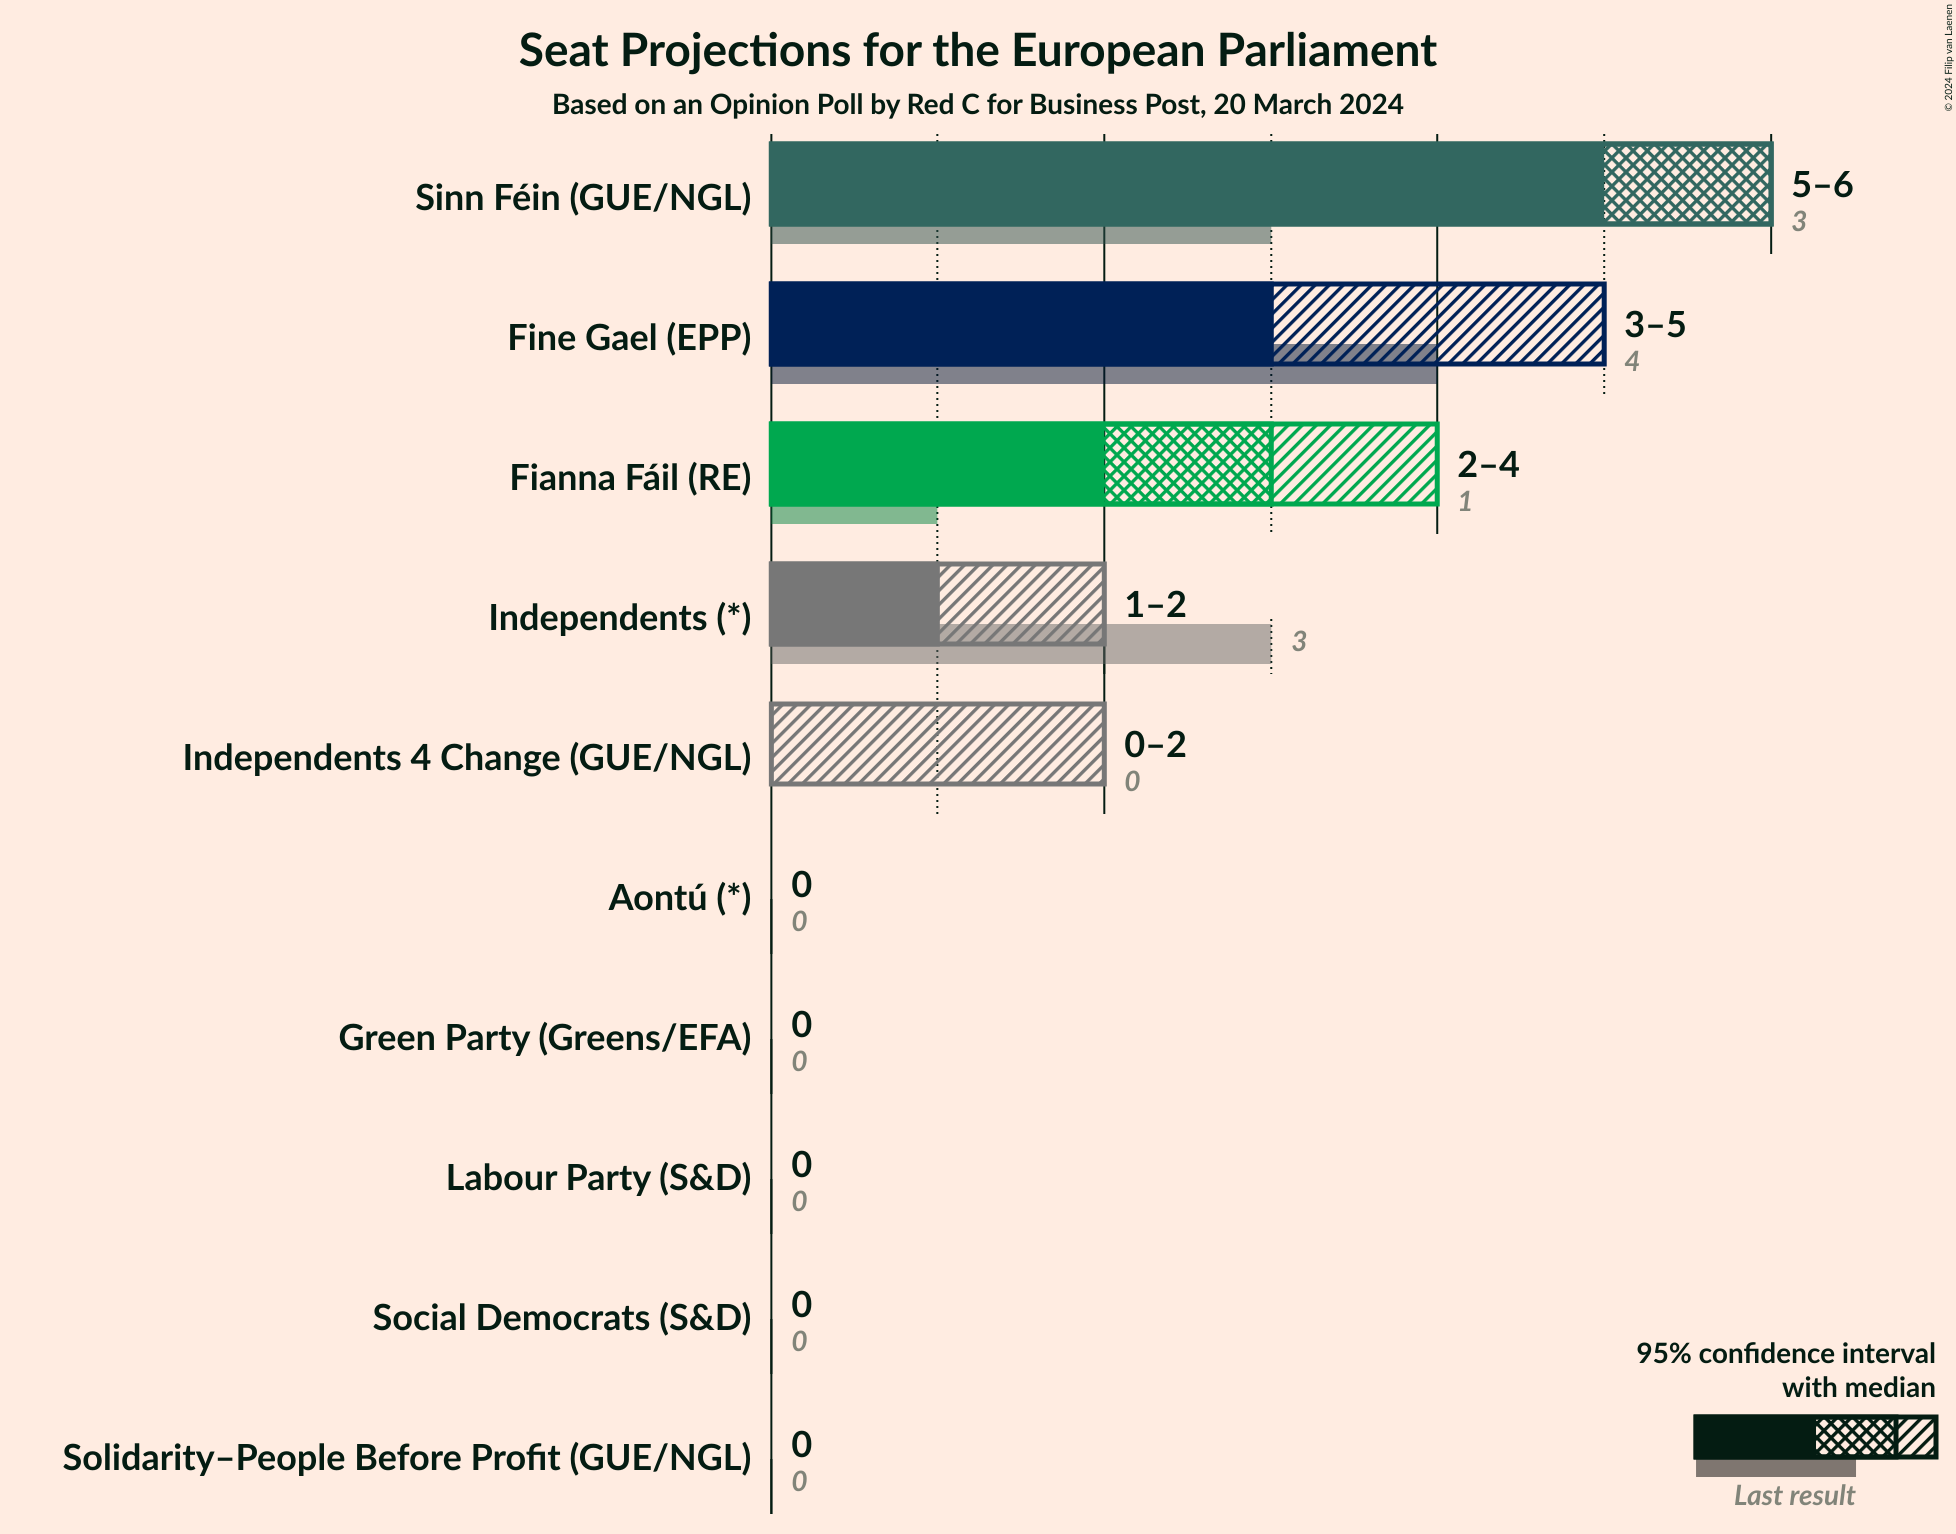 Seat Projections for the European Parliament
Based on an Opinion Poll by Red C for Business Post, 20 March 2024
© 2024 Filip van Laenen
Sinn Féin (GUE/NGL)
5–6
3
Fine Gael (EPP)
3–5
4
Fianna Fáil (RE)
2–4
1
Independents (*)
1–2
3
Independents 4 Change (GUE/NGL)
0–2
0
Aontú (*)
0
0
Green Party (Greens/EFA)
0
0
Labour Party (S&D)
0
0
Social Democrats (S&D)
0
0
Solidarity–People Before Profit (GUE/NGL)
0
0
95% confidence interval
with median
Last result